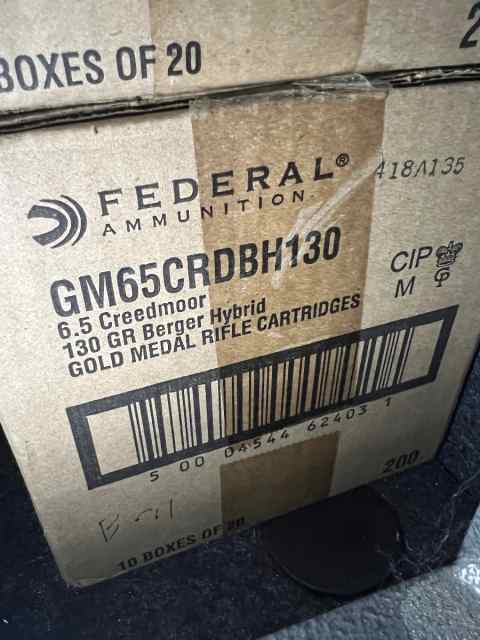 BOXES OF 20
2
FEDERAL®
AMMUNITION
418A135
GM65CRDBH130
6.5 Creedmoor
130 GR Berger Hybrid
GOLD MEDAL RIFLE CARTRIDGES
CIP
M
5 00 04544 62403 1
200
10 BOXES OF 20